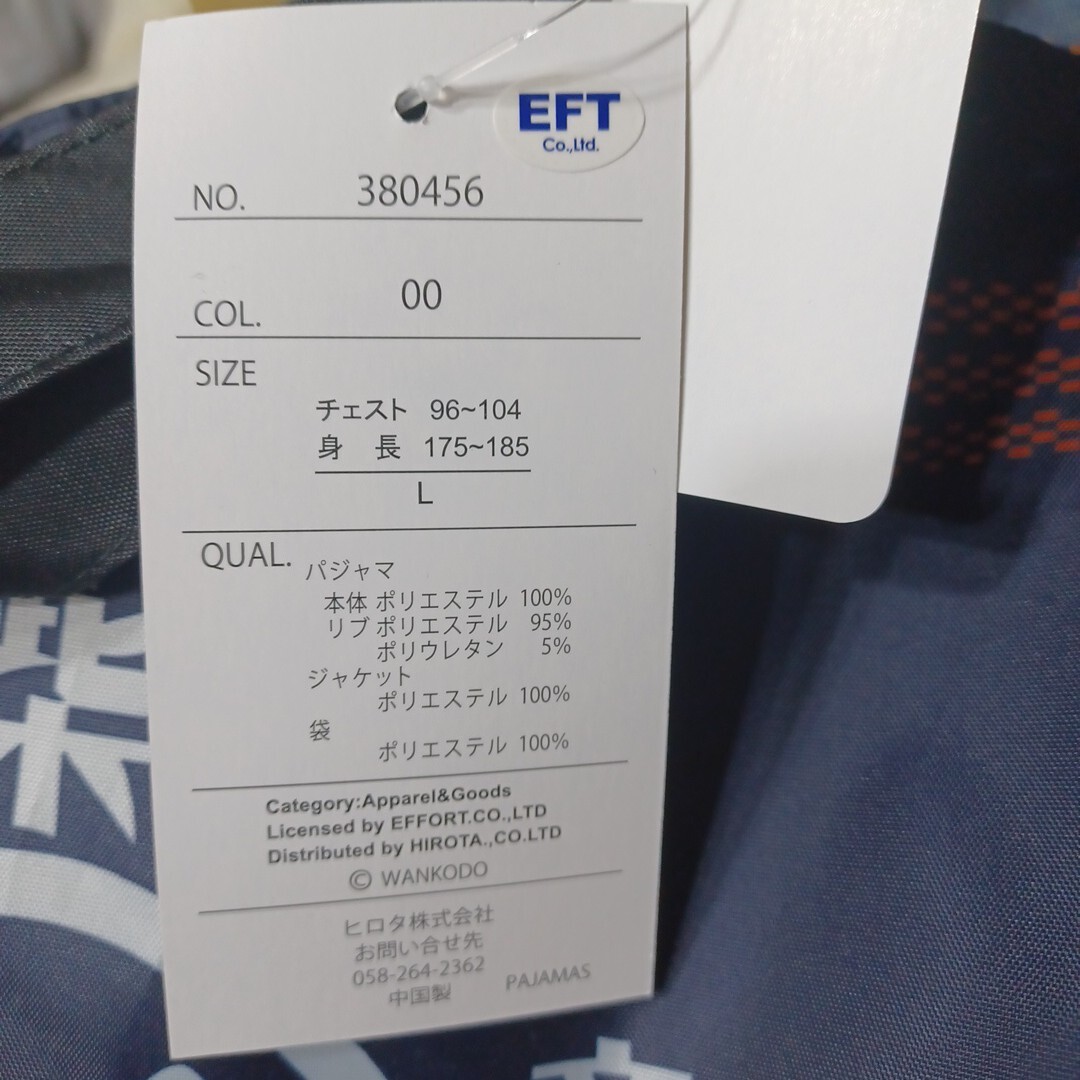 EFT
Co.,Ltd.
NO. 380456
COL. 00
SIZE
チェスト 96~104
身 長 175~185
L
QUAL. パジャマ
本体 ポリエステル 100%
リブ ポリエステル 95%
ポリウレタン 5%
ジャケット
ポリエステル 100%
袋
ポリエステル 100%
Category:Apparel&Goods
Licensed by EFFORT.CO.,LTD
Distributed by HIROTA.,CO.LTD
© WANKODO
ヒロタ株式会社
お問い合せ先
058-264-2362
中国製 PAJAMAS
柴